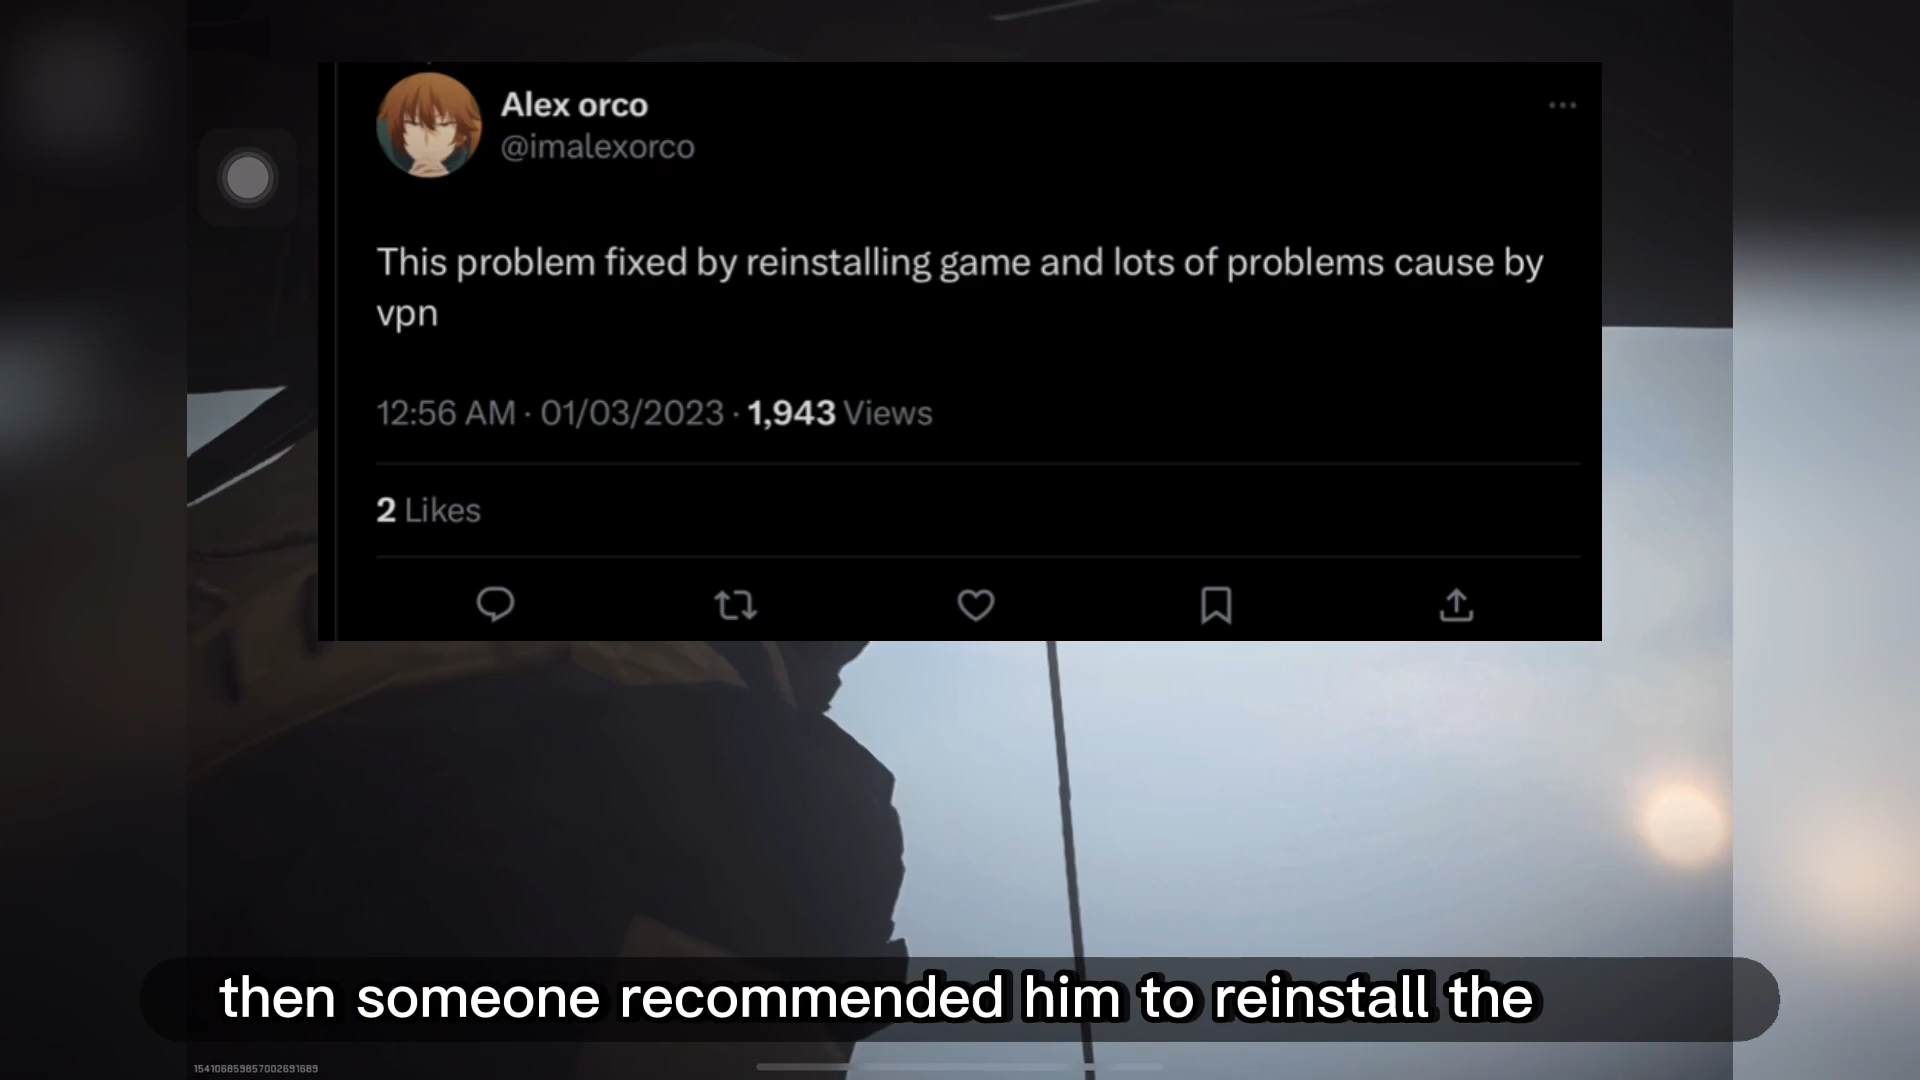 Alex orco
@imalexorco
This problem fixed by reinstalling game and lots of problems cause by
vpn
12:56 AM · 01/03/2023 · 1,943 Views
2 Likes
then someone recommended him to reinstall the
154106859857002691689